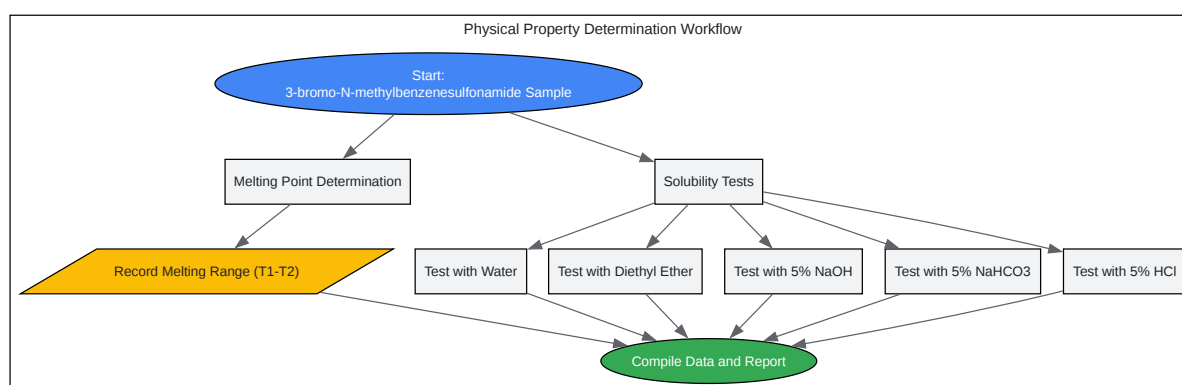 Physical Property Determination Workflow
Start:
3-bromo-N-methylbenzenesulfonamide Sample
Melting Point Determination
Solubility Tests
Record Melting Range (T1-T2)
Test with Water
Test with Diethyl Ether
Test with 5% NaOH
Test with 5% NaHCO3
Test with 5% HCl
Compile Data and Report